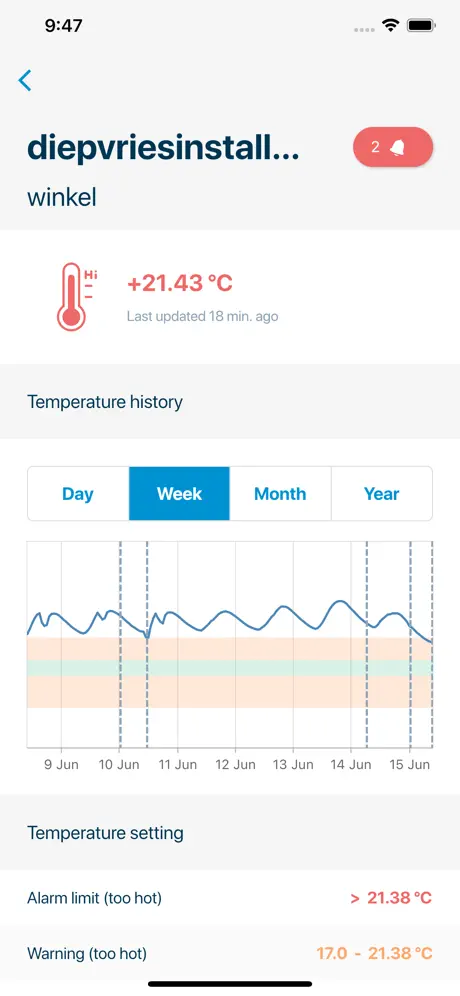 9:47
diepvriesinstall...
2
winkel
Hi
+21.43 °C
Last updated 18 min. ago
Temperature history
Day Week Month Year
9 Jun 10 Jun 11 Jun 12 Jun 13 Jun 14 Jun 15 Jun
Temperature setting
Alarm limit (too hot) > 21.38 °C
Warning (too hot) 17.0 - 21.38 °C